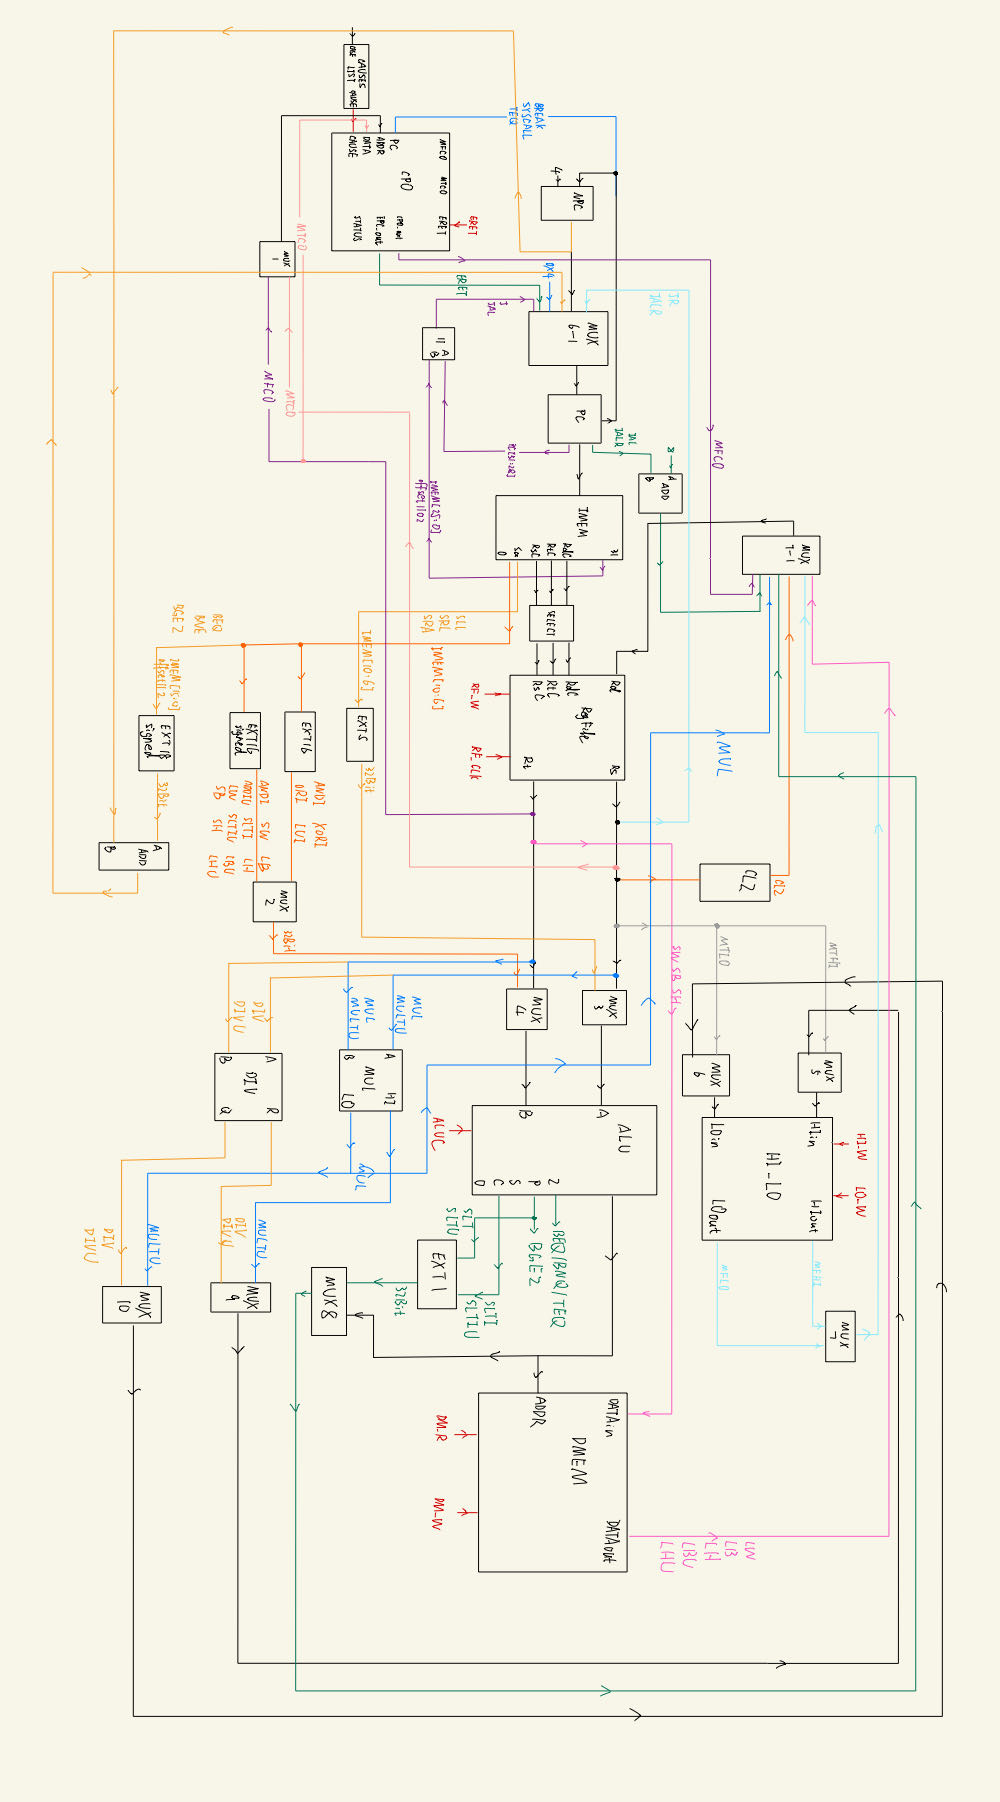 HI_W
LO_W
MUX
7
MTHI
MUX
5
HIin
HIout
MFHI
HI_LO
MUX
7-1
CLZ
CLZ
MUL
MTLO
MUX
6
LOin
LOout
MFLO
LW
LB
LH
LBU
LHU
MFC0
JR
JALR
8
A
ADD
B
SW SB SH
JAL
JALR
MUX
6-1
PC
NPC
4
0X4
31
IMEM
RdC
RtC
RsC
Sa
0
SELECT
Rd
Rs
RegFile
RdC
RtC
RsC
Rt
RF_W
RF_CLK
MUX
3
MUX
4
ALU
A
B
Z
P
S
C
O
BEQ/BNQ/TEQ
BGEZ
ALUC
DATAin
DATAout
DMEM
ADDR
DM_R
DM_W
BREAK
SYSCALL
TEQ
J
JAL
PC[31:28]
ERET
ERET
II
A
B
IMEM[25:0]
offset||02
SLL
SRL
SRA
IMEM[10:6]
SLT
SLTU
SLTI
SLTIU
EXT1
32Bit
MFC0
MTC0
ERET
CP0
PC
ADDR
DATA
CAUSE
CP0_out
EPC_out
STATUS
CAUSES
LIST
CAUSE
CAUSE
MTC0
MTC0
MFC0
MUX
1
IMEM[10:6]
EXT5
32Bit
MUL
MULTU
MUL
MULTU
A
HI
MUL
B
LO
MUL
MUX8
EXT16
ANDI
XORI
ORI
LUI
EXT16
signed
ANDI
SW
LB
ADDIU
SLTI
LH
LW
SLTIU
LBU
SB
SH
LHU
MUX
2
32Bit
DIV
DIVU
A
R
DIV
B
Q
MULTU
DIV
DIVU
MUX
9
BEQ
BNE
BGEZ
IMEM[15:0]
offset||2
EXT18
signed
32Bit
A
ADD
B
MULTU
DIV
DIVU
MUX
10